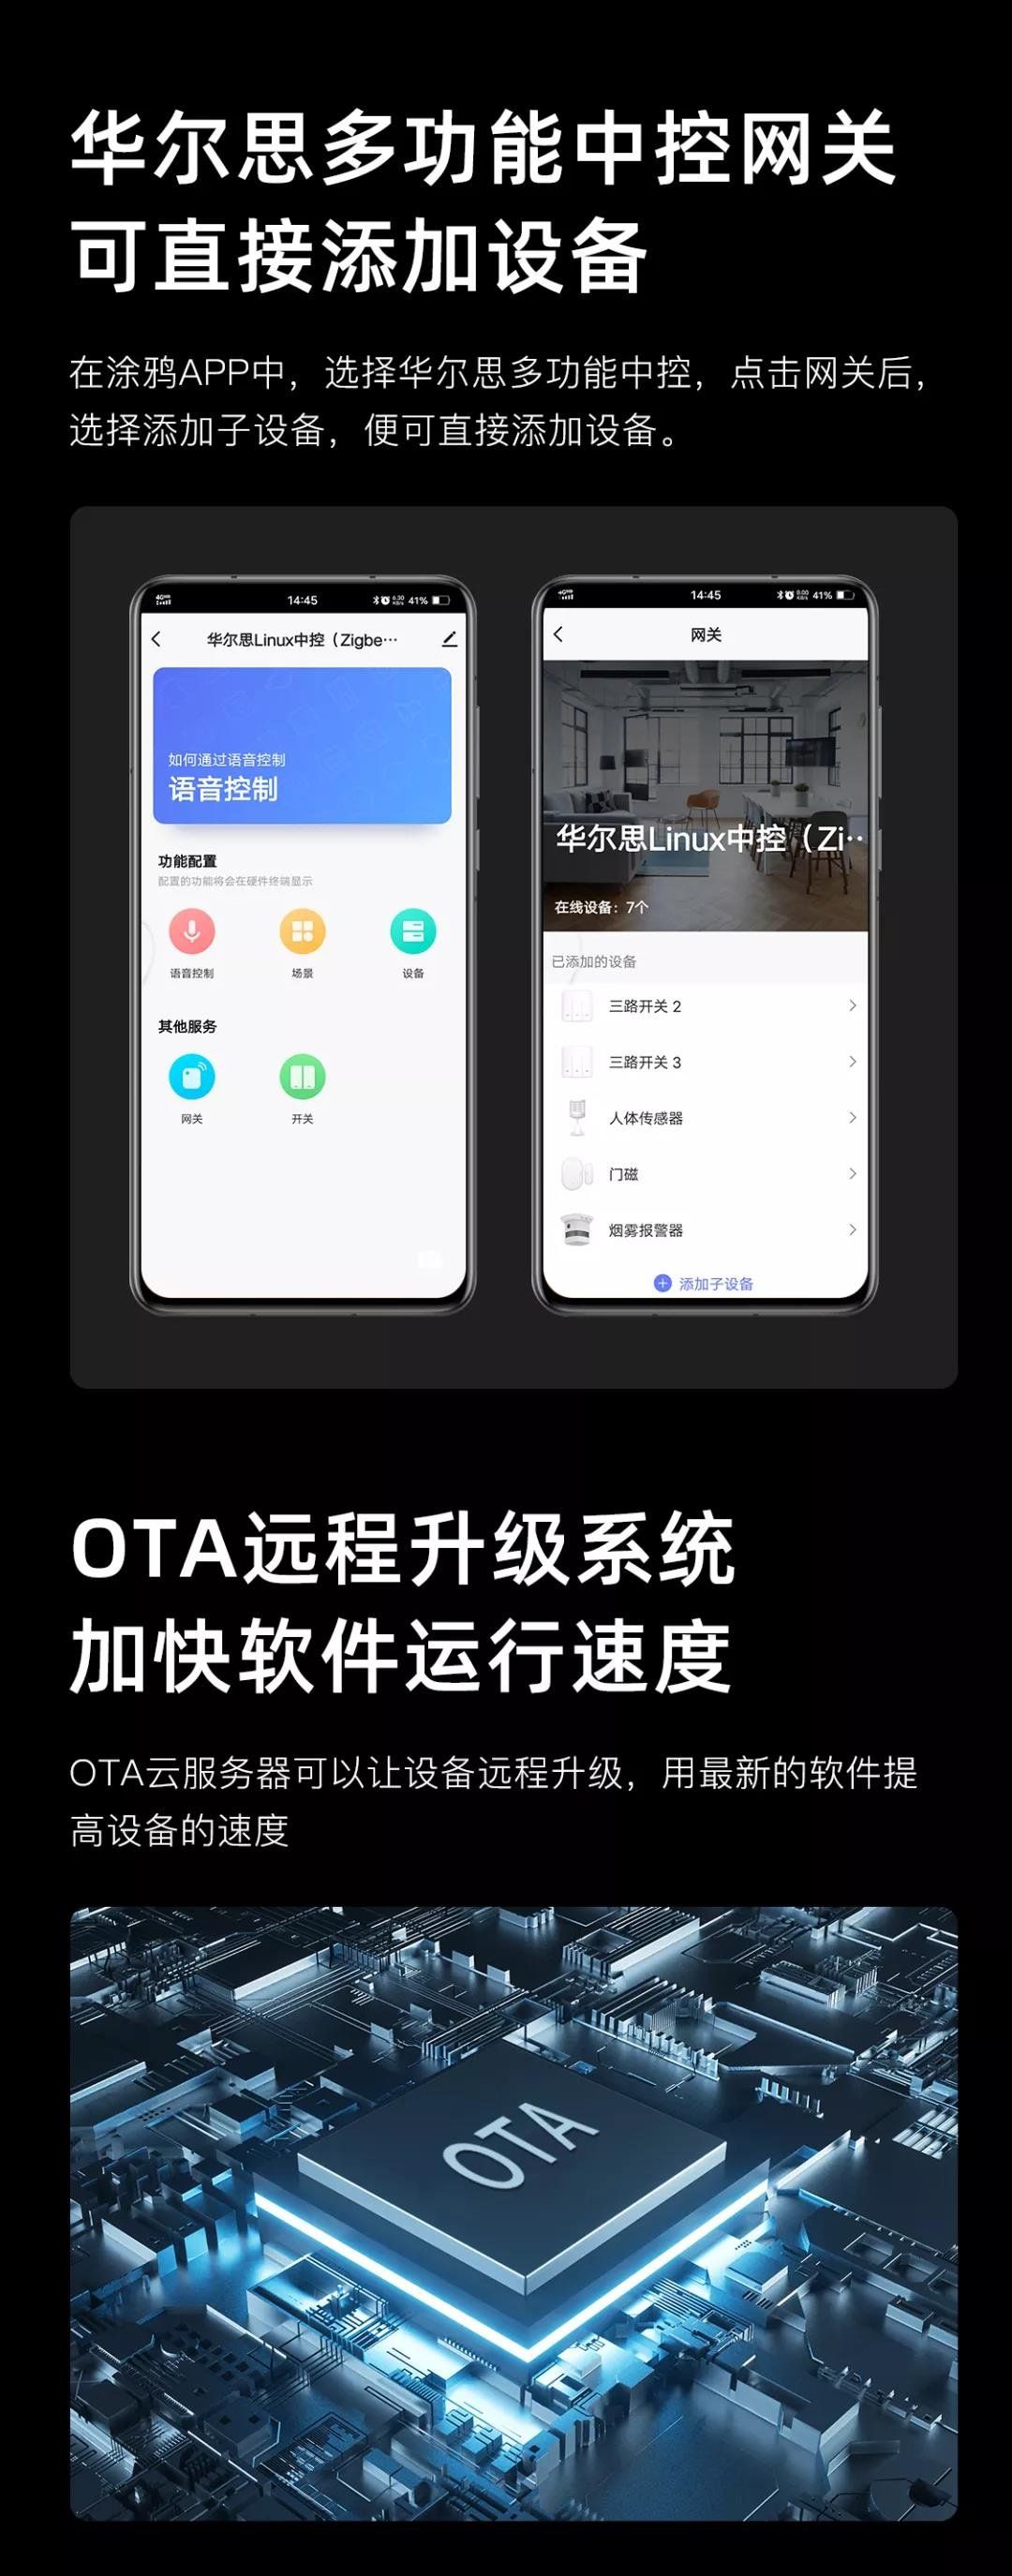 华尔思多功能中控网关
可直接添加设备
在涂鸦APP中，选择华尔思多功能中控，点击网关后，
选择添加子设备，便可直接添加设备。
14:45
41%
华尔思Linux中控（Zigbe···
如何通过语音控制
语音控制
功能配置
配置的功能将会在硬件终端显示
语音控制
场景
设备
其他服务
网关
开关
14:45
41%
网关
华尔思Linux中控（Zi··
在线设备：7个
已添加的设备
三路开关 2
三路开关 3
人体传感器
门磁
烟雾报警器
添加子设备
OTA远程升级系统
加快软件运行速度
OTA云服务器可以让设备远程升级，用最新的软件提
高设备的速度
OTA